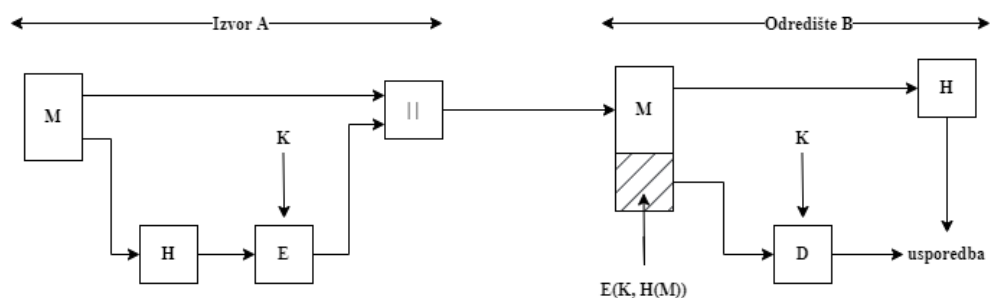 Izvor A
Odredište B
M
||
M
H
K
K
H
E
D
usporedba
E(K, H(M))